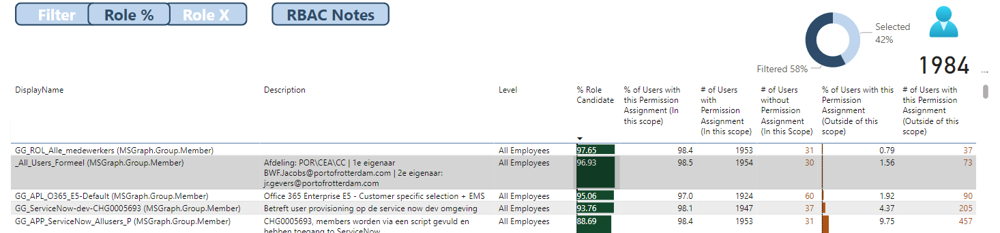 Filter
Role %
Role X
RBAC Notes
Selected
42%
Filtered 58%
1984
...
DisplayName
Description
Level
% Role
Candidate
% of Users with
this Permission
Assignment (In
this scope)
# of Users
with
Permission
Assignment
(In this scope)
# of Users
without
Permission
Assignment
(In this Scope)
% of Users with this
Permission
Assignment
(Outside of this
scope)
# of Users with
this Permission
Assignment
(Outside of this
scope)
GG_ROL_Alle_medewerkers (MSGraph.Group.Member) All Employees 97.65 98.4 1953 31 0.79 37
_All_Users_Formeel (MSGraph.Group.Member) Afdeling: POR\CEA\CC | 1e eigenaar All Employees 96.93 98.5 1954 30 1.56 73
BWF.Jacobs@portofrotterdam.com | 2e eigenaar:
jr.gevers@portofrotterdam.com
GG_APL_O365_E5-Default (MSGraph.Group.Member) Office 365 Enterprise E5 - Customer specific selection + EMS All Employees 95.06 97.0 1924 60 1.92 90
GG_ServiceNow-dev-CHG0005693 (MSGraph.Group.Member) Betreft user provisioning op de service now dev omgeving All Employees 93.76 98.1 1947 37 4.37 205
GG_APP_ServiceNow_Allusers_P (MSGraph.Group.Member) CHG0005693, members worden via een script gevuld en All Employees 88.69 98.4 1953 31 9.75 457
hebben toegang to ServiceNow